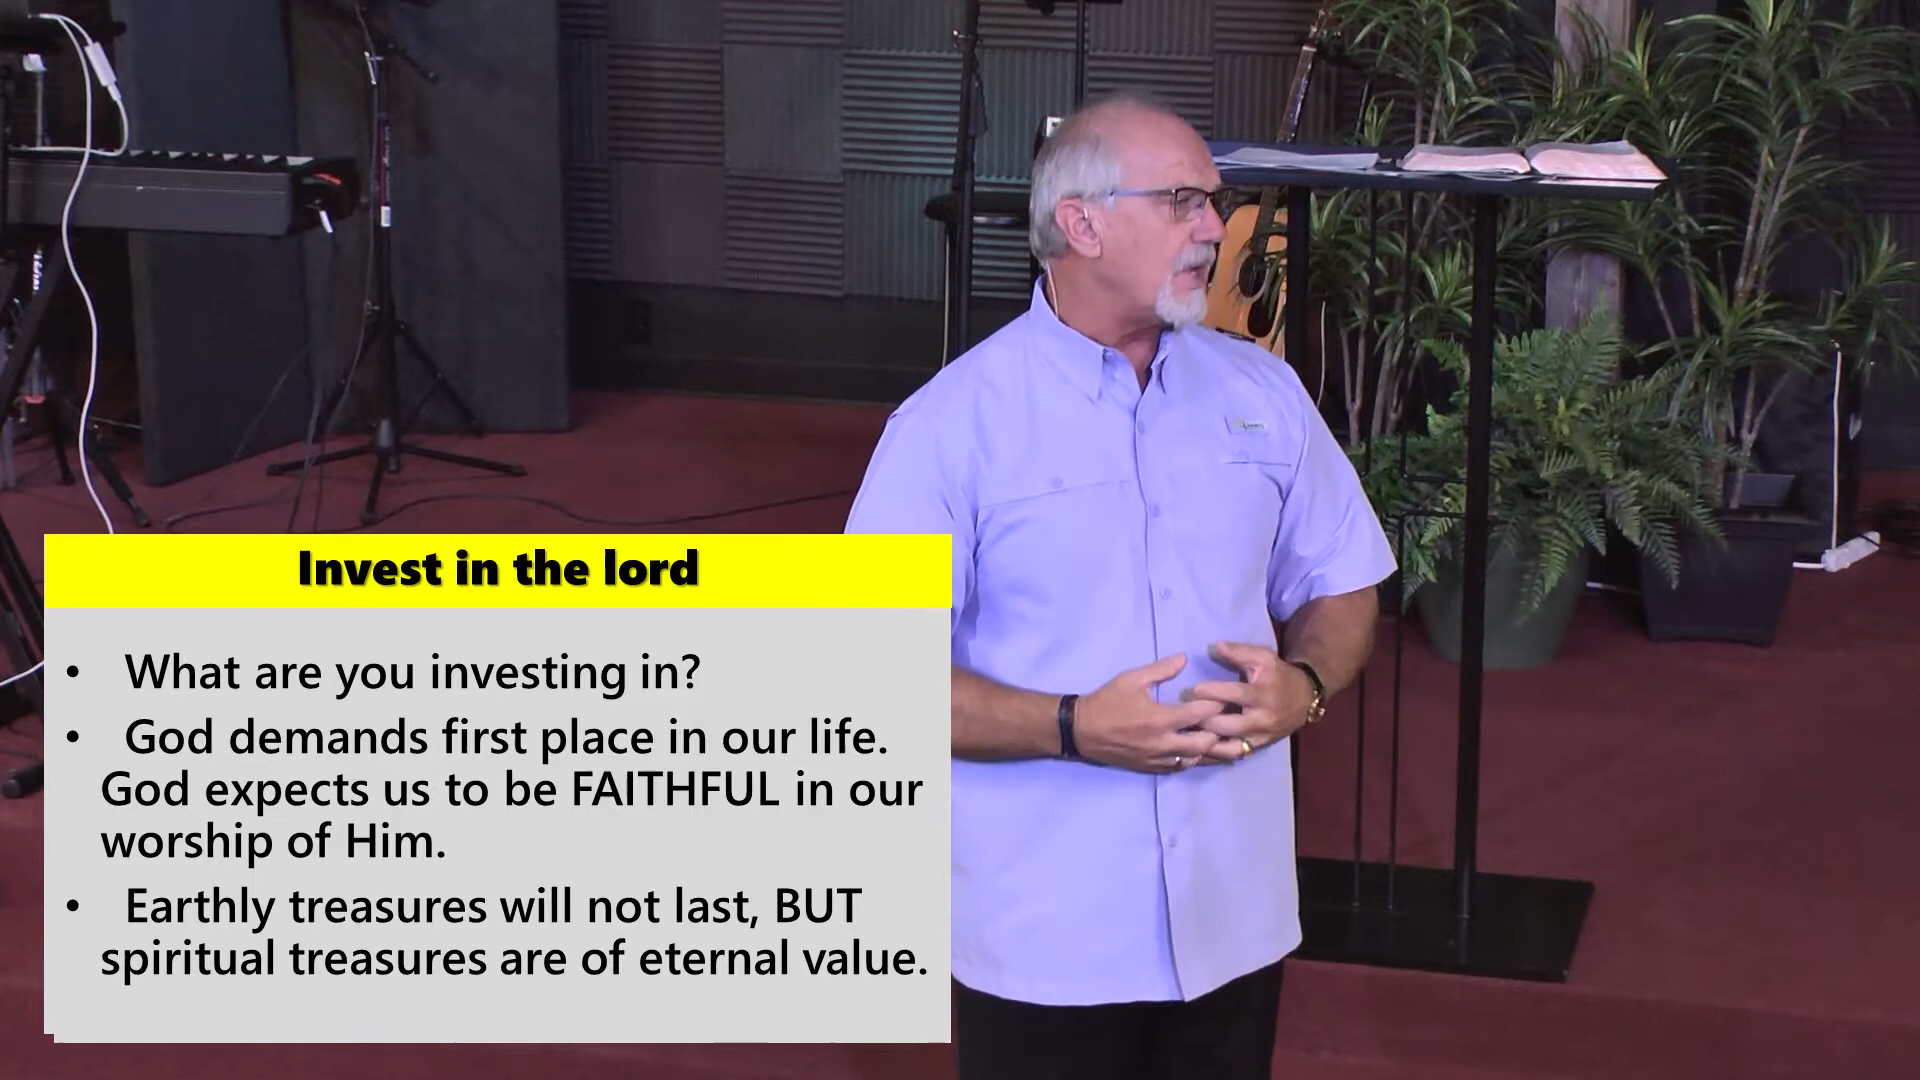 Invest in the lord
• What are you investing in?
• God demands first place in our life.
God expects us to be FAITHFUL in our
worship of Him.
• Earthly treasures will not last, BUT
spiritual treasures are of eternal value.